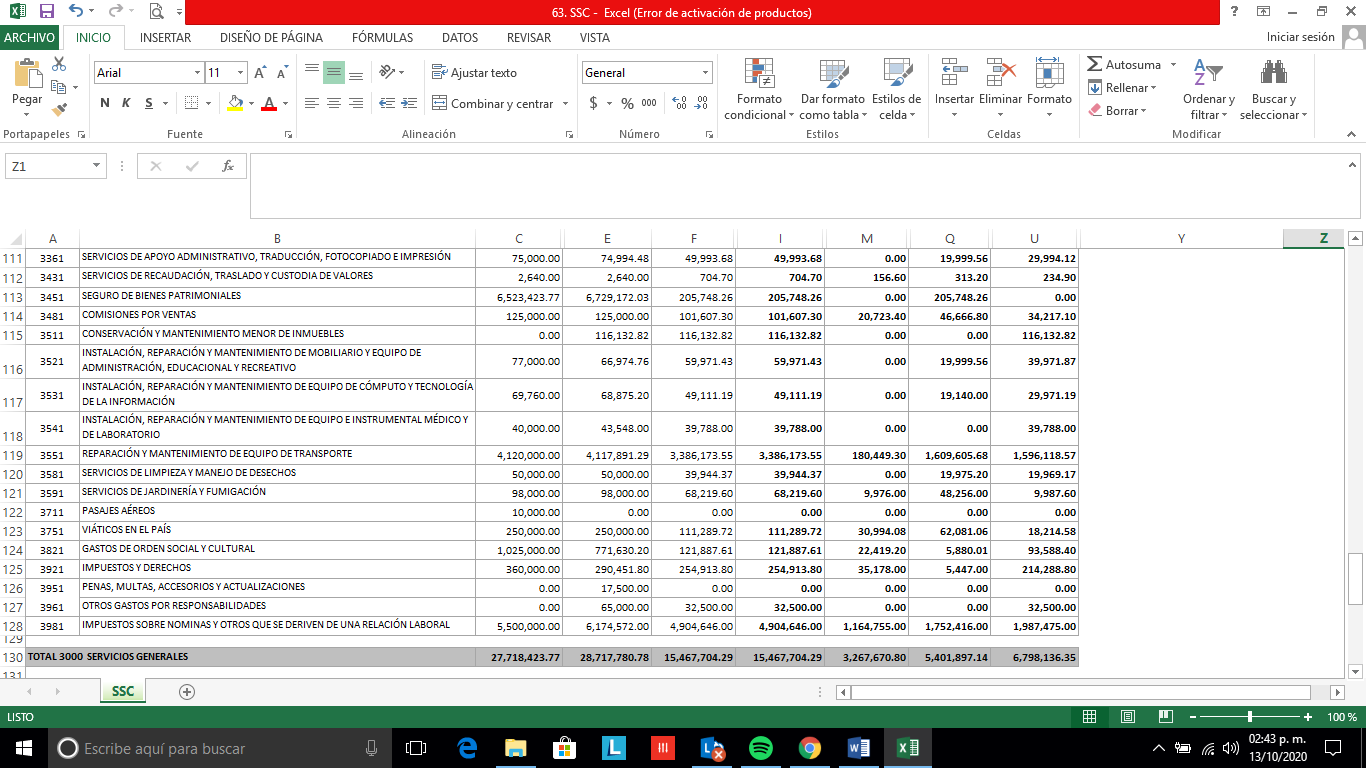 63. SSC - Excel (Error de activación de productos)
ARCHIVO INICIO INSERTAR DISEÑO DE PÁGINA FÓRMULAS DATOS REVISAR VISTA Iniciar sesión
Arial 11 Ajustar texto General Autosuma
Rellenar
Pegar N K S A Combinar y centrar $ % 000 Formato condicional Dar formato como tabla Estilos de celda Insertar Eliminar Formato Borrar Ordenar y filtrar Buscar y seleccionar
Portapapeles Fuente Alineación Número Estilos Celdas Modificar
Z1 fx
A B C E F I M Q U Y Z
111 3361 SERVICIOS DE APOYO ADMINISTRATIVO, TRADUCCIÓN, FOTOCOPIADO E IMPRESIÓN 75,000.00 74,994.48 49,993.68 49,993.68 0.00 19,999.56 29,994.12
112 3431 SERVICIOS DE RECAUDACIÓN, TRASLADO Y CUSTODIA DE VALORES 2,640.00 2,640.00 704.70 704.70 156.60 313.20 234.90
113 3451 SEGURO DE BIENES PATRIMONIALES 6,523,423.77 6,729,172.03 205,748.26 205,748.26 0.00 205,748.26 0.00
114 3481 COMISIONES POR VENTAS 125,000.00 125,000.00 101,607.30 101,607.30 20,723.40 46,666.80 34,217.10
115 3511 CONSERVACIÓN Y MANTENIMIENTO MENOR DE INMUEBLES 0.00 116,132.82 116,132.82 116,132.82 0.00 0.00 116,132.82
116 3521 INSTALACIÓN, REPARACIÓN Y MANTENIMIENTO DE MOBILIARIO Y EQUIPO DE
ADMINISTRACIÓN, EDUCACIONAL Y RECREATIVO 77,000.00 66,974.76 59,971.43 59,971.43 0.00 19,999.56 39,971.87
117 3531 INSTALACIÓN, REPARACIÓN Y MANTENIMIENTO DE EQUIPO DE CÓMPUTO Y TECNOLOGÍA
DE LA INFORMACIÓN 69,760.00 68,875.20 49,111.19 49,111.19 0.00 19,140.00 29,971.19
118 3541 INSTALACIÓN, REPARACIÓN Y MANTENIMIENTO DE EQUIPO E INSTRUMENTAL MÉDICO Y
DE LABORATORIO 40,000.00 43,548.00 39,788.00 39,788.00 0.00 0.00 39,788.00
119 3551 REPARACIÓN Y MANTENIMIENTO DE EQUIPO DE TRANSPORTE 4,120,000.00 4,117,891.29 3,386,173.55 3,386,173.55 180,449.30 1,609,605.68 1,596,118.57
120 3581 SERVICIOS DE LIMPIEZA Y MANEJO DE DESECHOS 50,000.00 50,000.00 39,944.37 39,944.37 0.00 19,975.20 19,969.17
121 3591 SERVICIOS DE JARDINERÍA Y FUMIGACIÓN 98,000.00 98,000.00 68,219.60 68,219.60 9,976.00 48,256.00 9,987.60
122 3711 PASAJES AÉREOS 10,000.00 0.00 0.00 0.00 0.00 0.00 0.00
123 3751 VIÁTICOS EN EL PAÍS 250,000.00 250,000.00 111,289.72 111,289.72 30,994.08 62,081.06 18,214.58
124 3821 GASTOS DE ORDEN SOCIAL Y CULTURAL 1,025,000.00 771,630.20 121,887.61 121,887.61 22,419.20 5,880.01 93,588.40
125 3921 IMPUESTOS Y DERECHOS 360,000.00 290,451.80 254,913.80 254,913.80 35,178.00 5,447.00 214,288.80
126 3951 PENAS, MULTAS, ACCESORIOS Y ACTUALIZACIONES 0.00 17,500.00 0.00 0.00 0.00 0.00 0.00
127 3961 OTROS GASTOS POR RESPONSABILIDADES 0.00 65,000.00 32,500.00 32,500.00 0.00 0.00 32,500.00
128 3981 IMPUESTOS SOBRE NOMINAS Y OTROS QUE SE DERIVEN DE UNA RELACIÓN LABORAL 5,500,000.00 6,174,572.00 4,904,646.00 4,904,646.00 1,164,755.00 1,752,416.00 1,987,475.00
129
130 TOTAL 3000 SERVICIOS GENERALES 27,718,423.77 28,717,780.78 15,467,704.29 15,467,704.29 3,267,670.80 5,401,897.14 6,798,136.35
131
SSC
LISTO 100 %
Escribe aquí para buscar 02:43 p. m.
13/10/2020